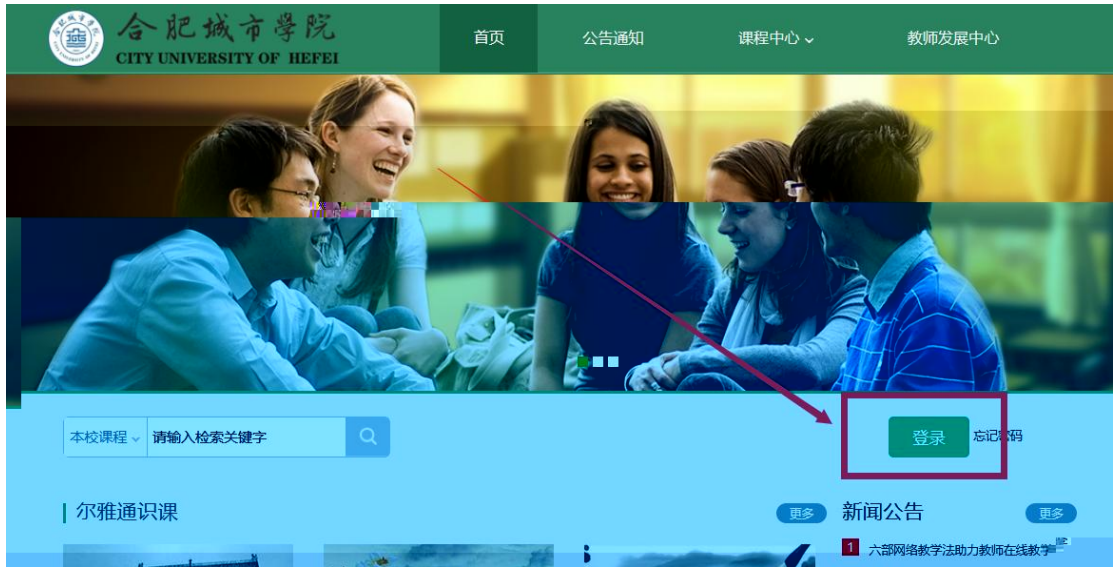 合肥城市学院
CITY UNIVERSITY OF HEFEI
首页 公告通知 课程中心 教师发展中心
本校课程 请输入检索关键字 登录 忘记密码
尔雅通识课 更多 新闻公告 更多
1 六部网络教学法助力教师在线教学